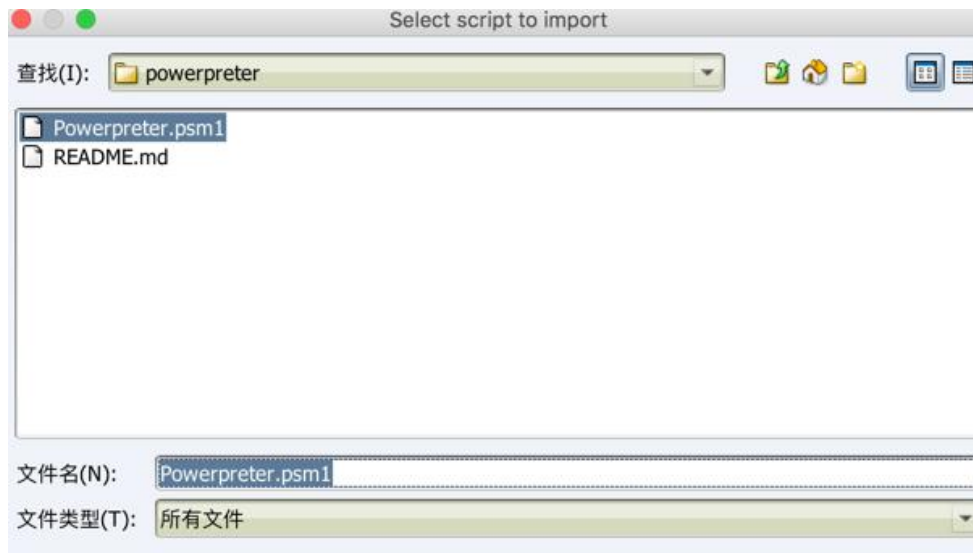 Select script to import
查找(I): powerpreter
Powerpreter.psm1
README.md
文件名(N): Powerpreter.psm1
文件类型(T): 所有文件